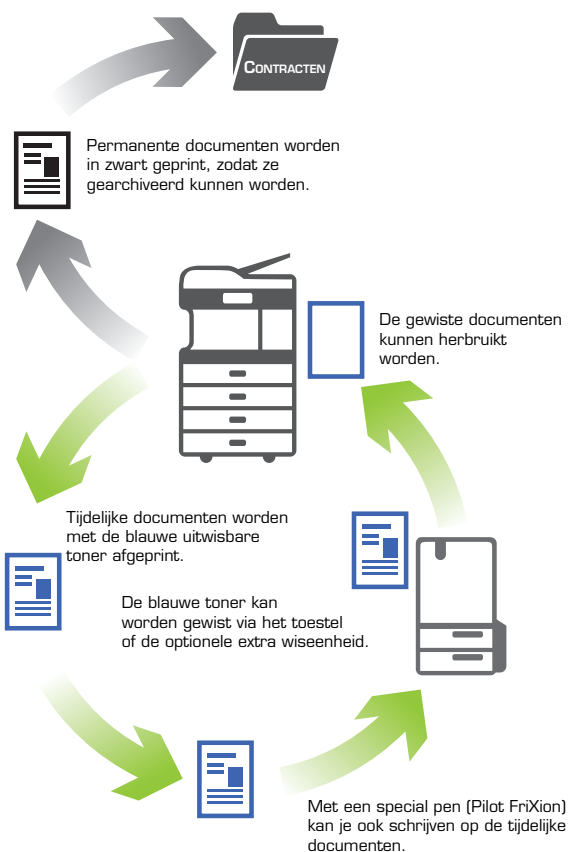 CONTRACTEN
Permanente documenten worden
in zwart geprint, zodat ze
gearchiveerd kunnen worden.
De gewiste documenten
kunnen herbruikt
worden.
Tijdelijke documenten worden
met de blauwe uitwisbare
toner afgeprint.
De blauwe toner kan
worden gewist via het toestel
of de optionele extra wiseenheid.
Met een special pen (Pilot FriXion)
kan je ook schrijven op de tijdelijke
documenten.